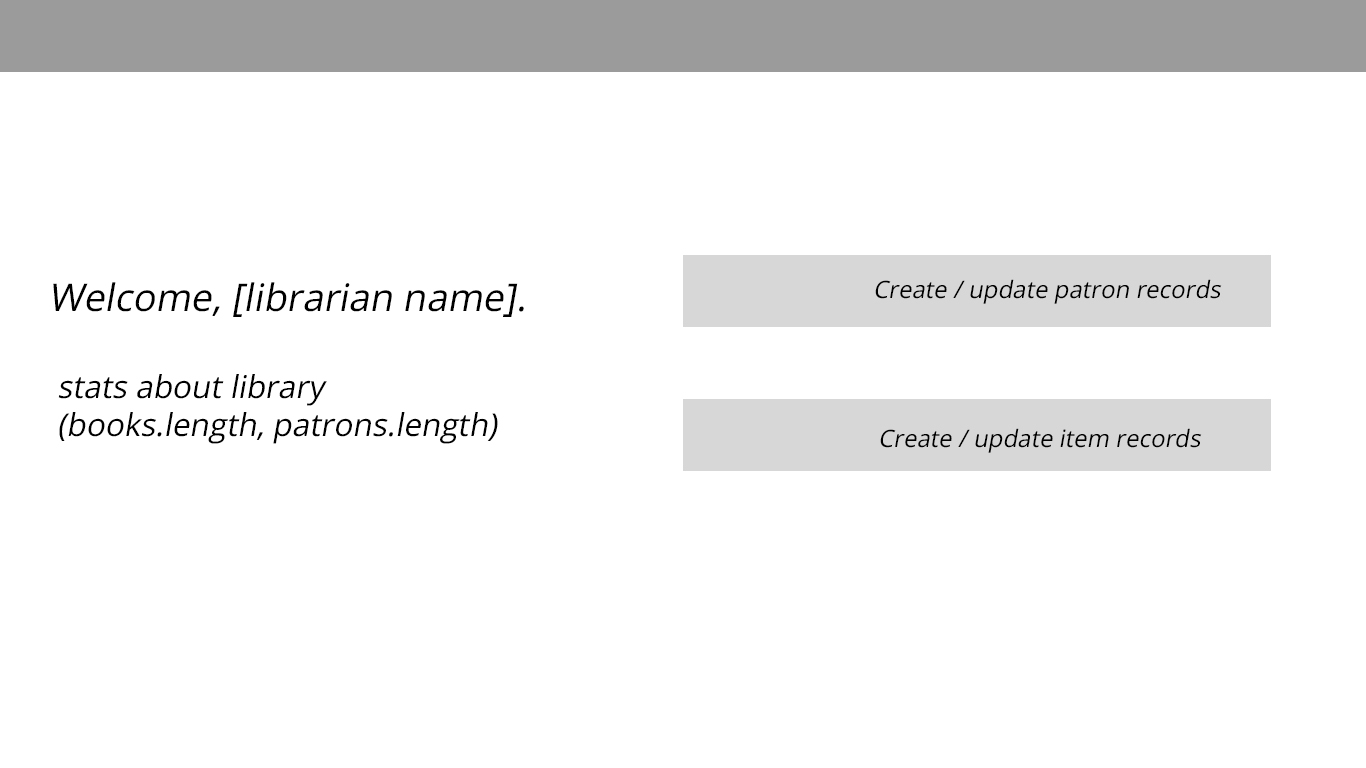 Welcome, [librarian name].
stats about library
(books.length, patrons.length)
Create / update patron records
Create / update item records